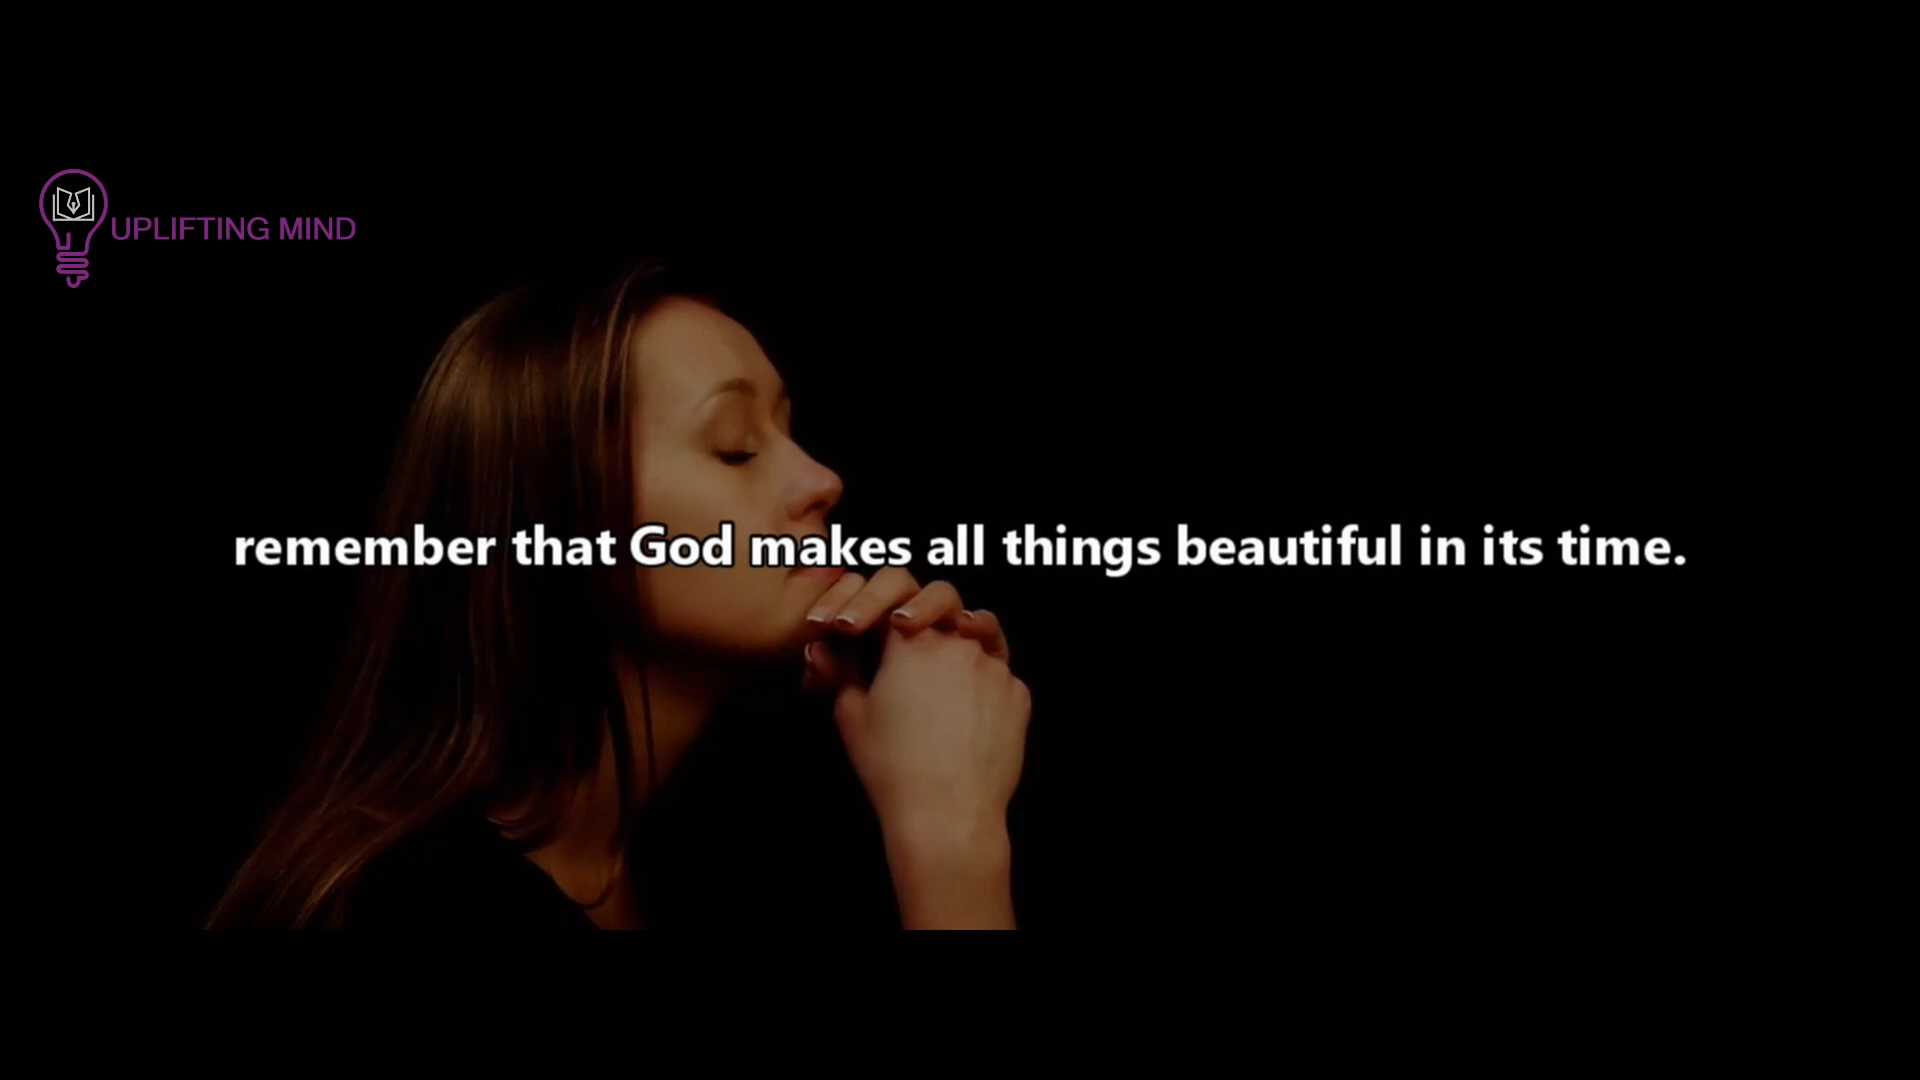 UPLIFTING MIND
remember that God makes all things beautiful in its time.